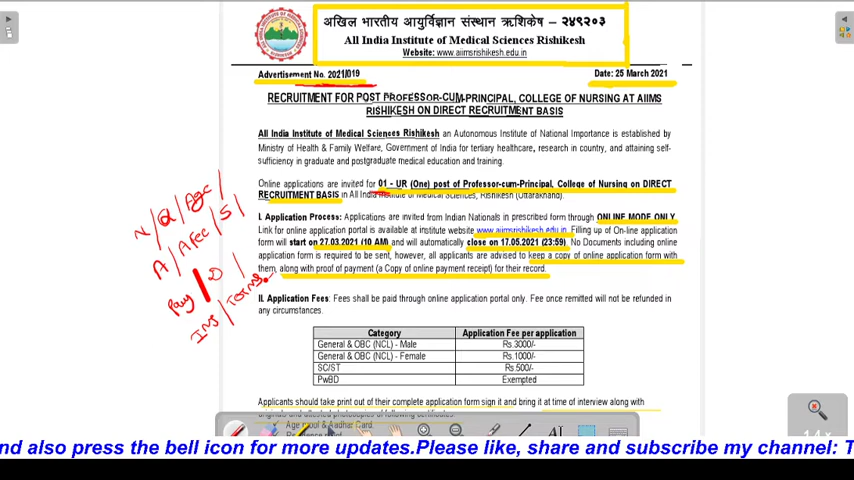 अखिल भारतीय आयुर्विज्ञान संस्थान ऋषिकेश – २४९२०३
All India Institute of Medical Sciences Rishikesh
Website: www.aiimsrishikesh.edu.in
Advertisement No. 2021/019
Date: 25 March 2021
RECRUITMENT FOR POST PROFESSOR-CUM-PRINCIPAL, COLLEGE OF NURSING AT AIIMS
RISHIKESH ON DIRECT RECRUITMENT BASIS
All India Institute of Medical Sciences Rishikesh an Autonomous Institute of National Importance is established by
Ministry of Health & Family Welfare, Government of India for tertiary healthcare, research in country, and attaining self-
sufficiency in graduate and postgraduate medical education and training.
Online applications are invited for 01 - UR (One) post of Professor-cum-Principal, College of Nursing on DIRECT
RECRUITMENT BASIS in All India Institute of Medical Sciences, Rishikesh (Uttarakhand).
I. Application Process: Applications are invited from Indian Nationals in prescribed form through ONLINE MODE ONLY.
Link for online application portal is available at institute website www.aiimsrishikesh.edu.in. Filling up of On-line application
form will start on 27.03.2021 (10 AM) and will automatically close on 17.05.2021 (23:59). No Documents including online
application form is required to be sent, however, all applicants are advised to keep a copy of online application form with
them, along with proof of payment (a Copy of online payment receipt) for their record.
II. Application Fees: Fees shall be paid through online application portal only. Fee once remitted will not be refunded in
any circumstances.
Category Application Fee per application
General & OBC (NCL) - Male Rs.3000/-
General & OBC (NCL) - Female Rs.1000/-
SC/ST Rs.500/-
PwBD Exempted
Applicants should take print out of their complete application form sign it and bring it at time of interview along with
originals and attested photocopies of following certificates.
Age proof & Aadhar Card.
N/Q/Age/
A/A Fee/S/
Pay/D/
Ins/Terms
nd also press the bell icon for more updates.Please like, share and subscribe my channel: T